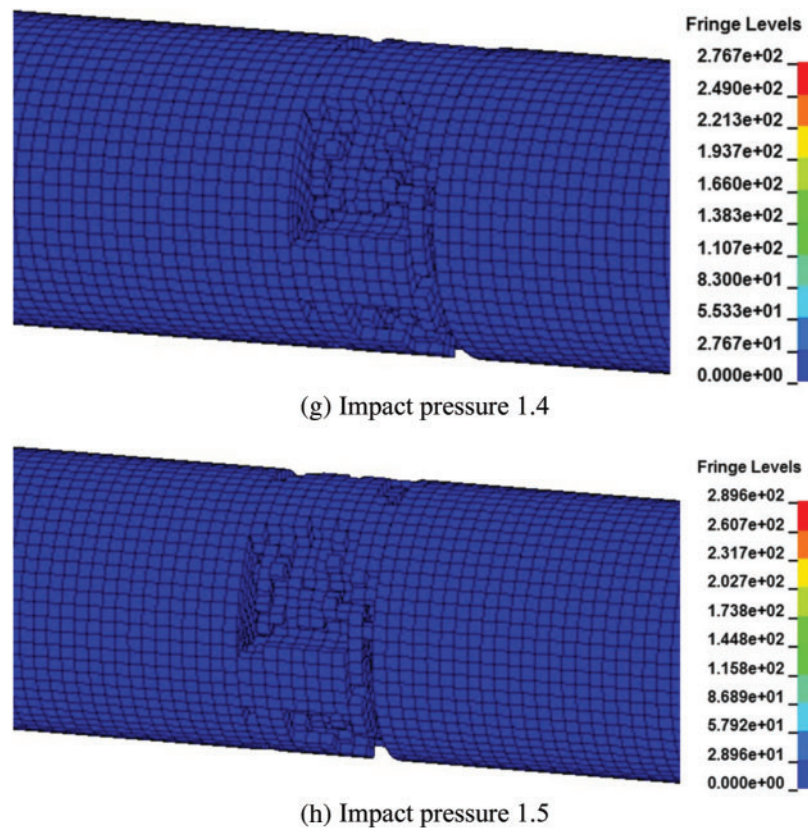 Fringe Levels
2.767e+02
2.490e+02
2.213e+02
1.937e+02
1.660e+02
1.383e+02
1.107e+02
8.300e+01
5.533e+01
2.767e+01
0.000e+00
(g) Impact pressure 1.4
Fringe Levels
2.896e+02
2.607e+02
2.317e+02
2.027e+02
1.738e+02
1.448e+02
1.158e+02
8.689e+01
5.792e+01
2.896e+01
0.000e+00
(h) Impact pressure 1.5